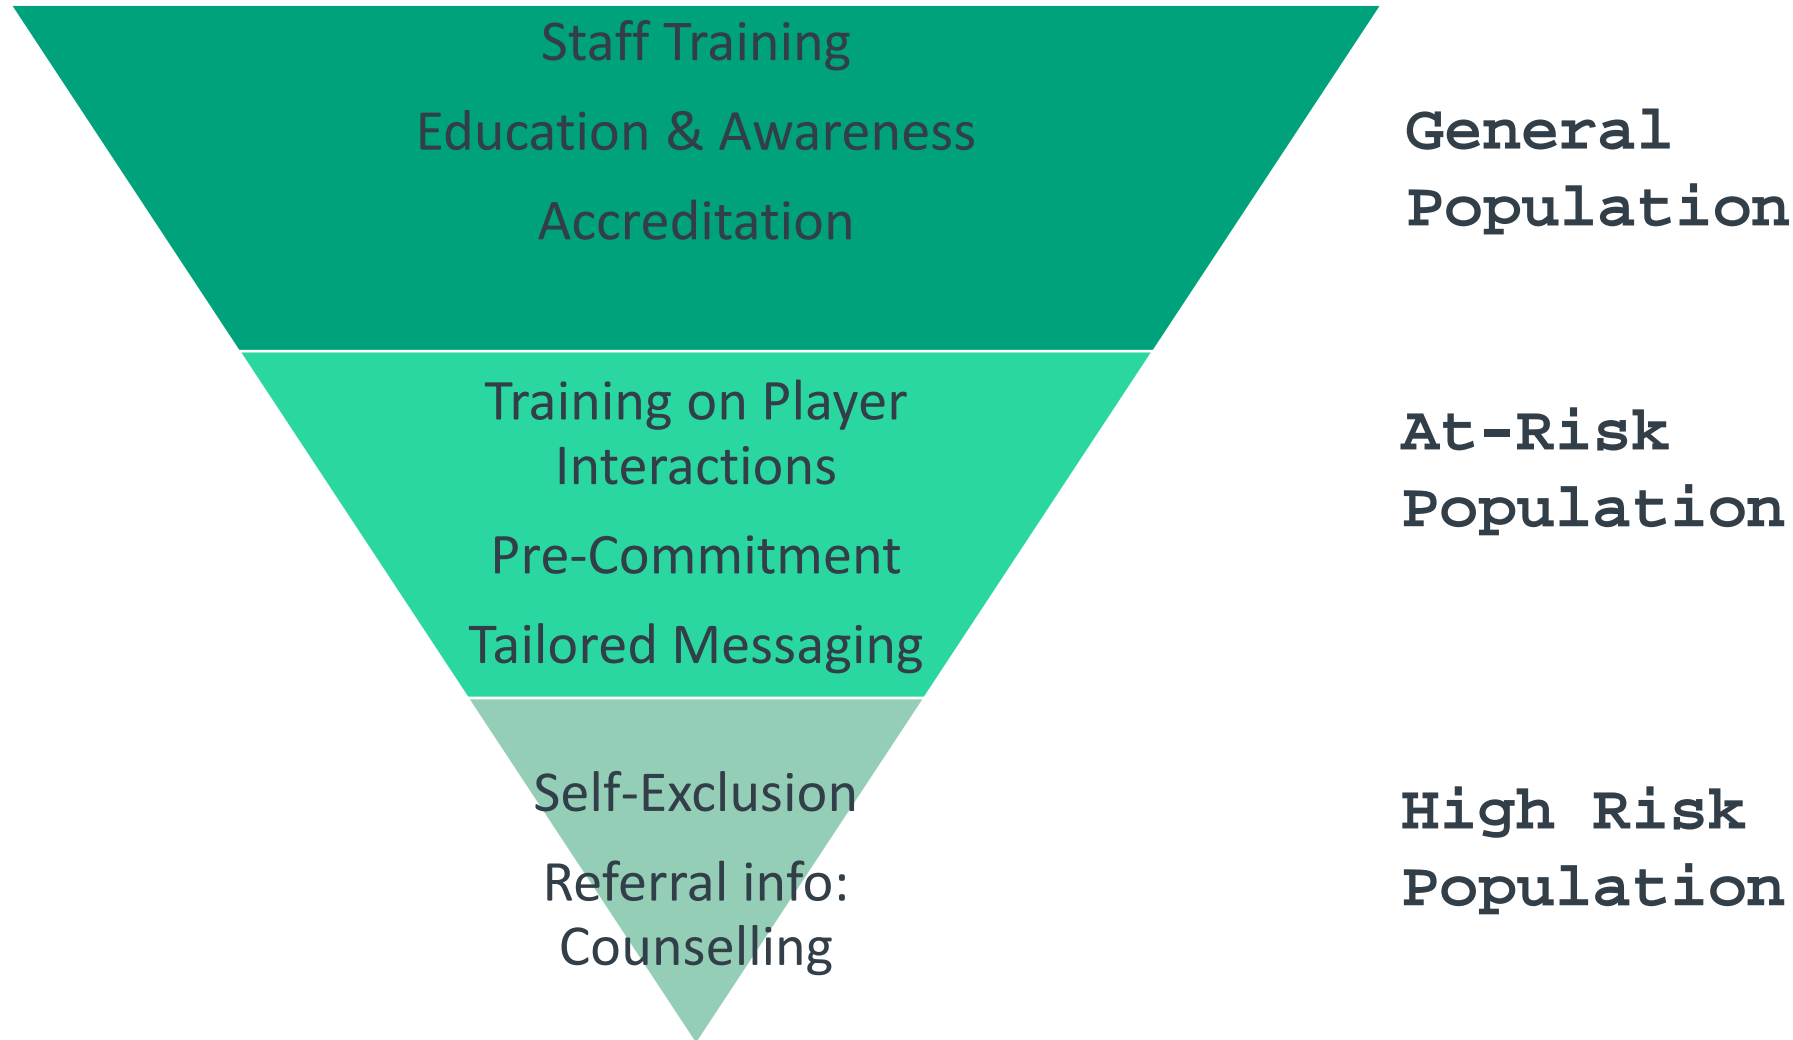 Staff Training
Education & Awareness
Accreditation
General
Population
Training on Player
Interactions
Pre-Commitment
Tailored Messaging
At-Risk
Population
Self-Exclusion
Referral info:
Counselling
High Risk
Population